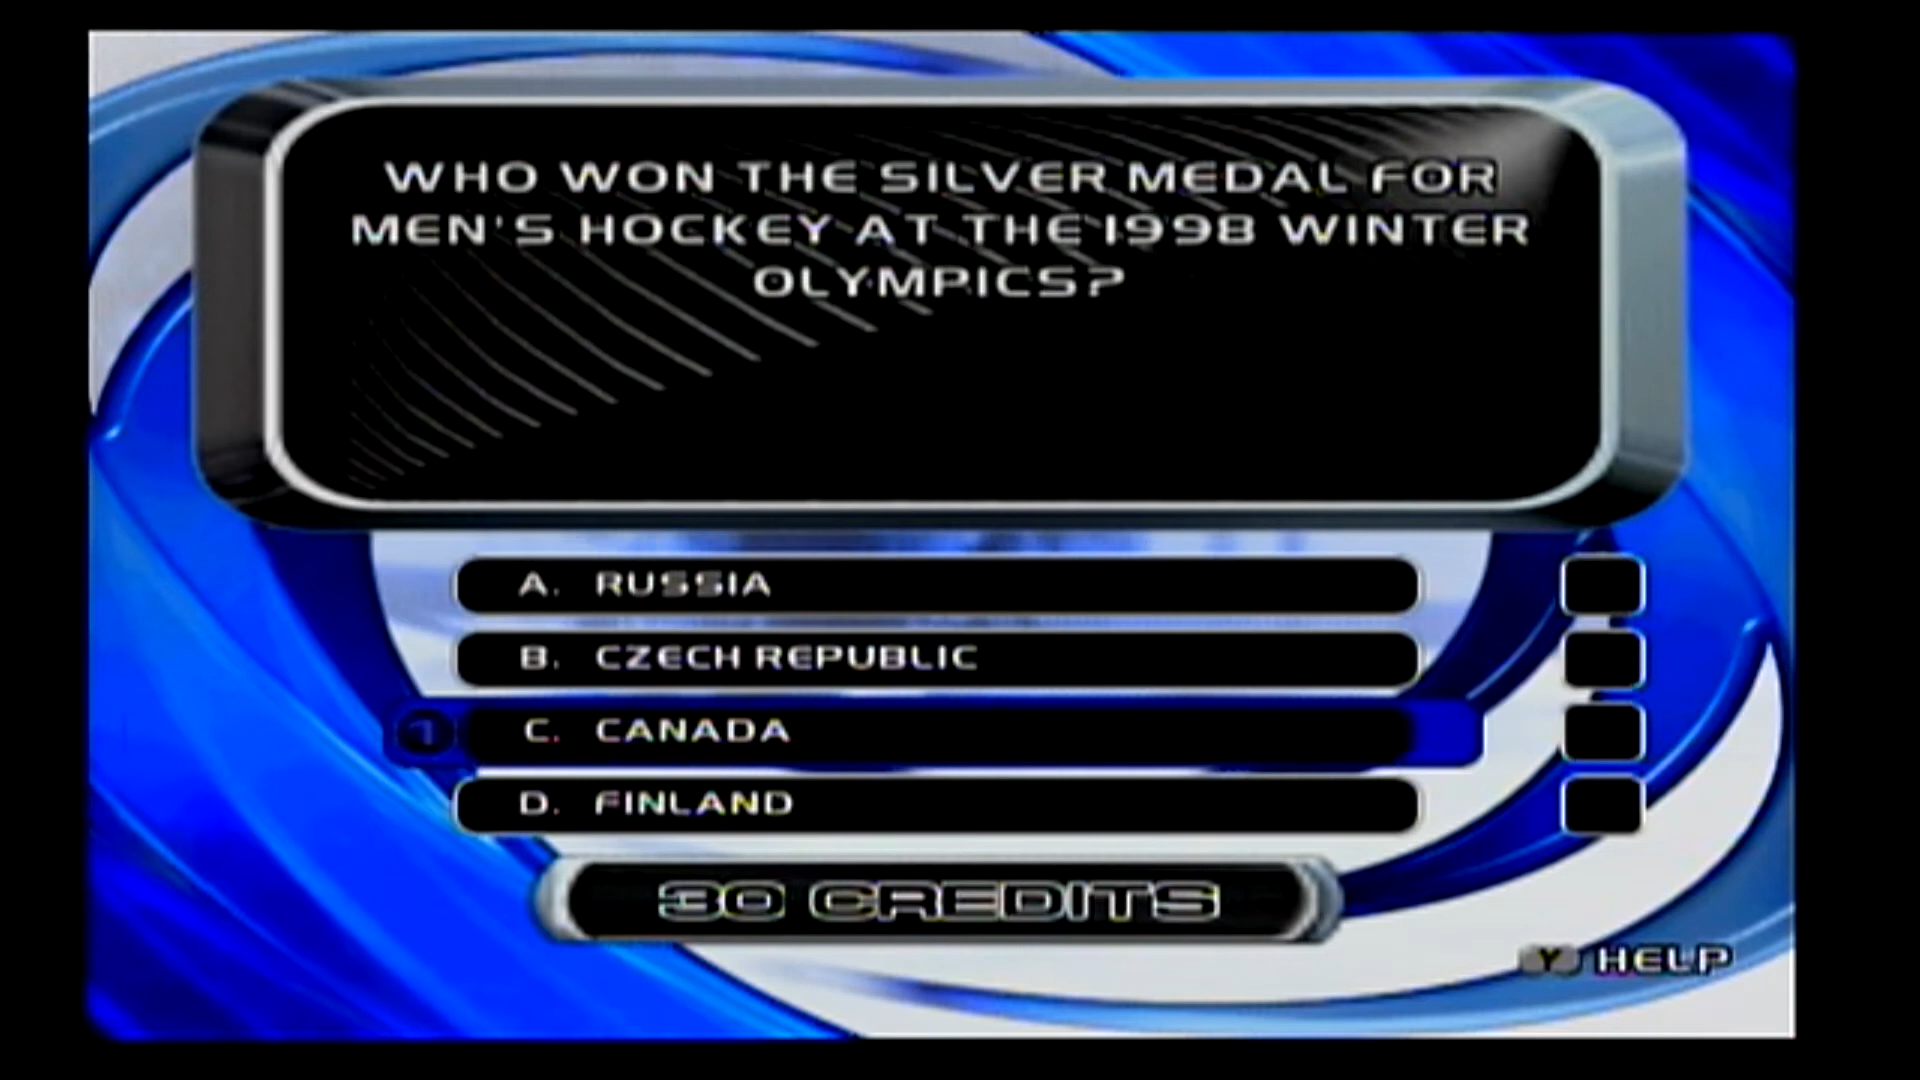 WHO WON THE SILVER MEDAL FOR
MEN'S HOCKEY AT THE 1998 WINTER
OLYMPICS?
A. RUSSIA
B. CZECH REPUBLIC
1 C. CANADA
D. FINLAND
30 CREDITS
Y HELP